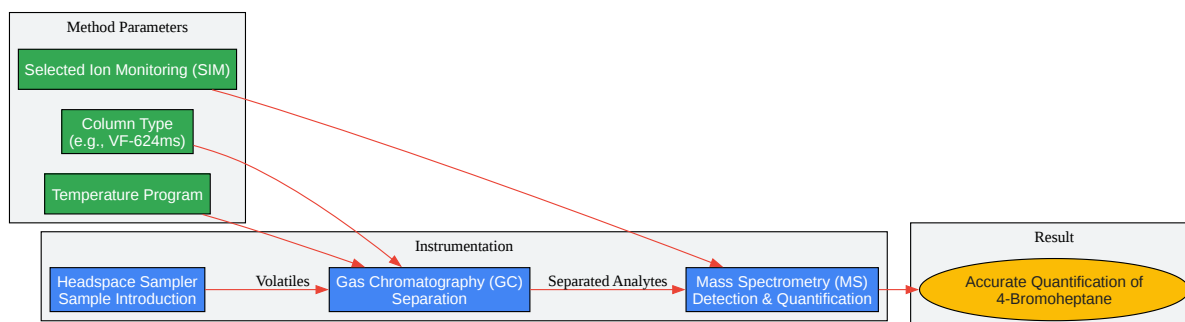 Method Parameters
Selected Ion Monitoring (SIM)
Column Type
(e.g., VF-624ms)
Temperature Program
Instrumentation
Headspace Sampler
Sample Introduction
Volatiles
Gas Chromatography (GC)
Separation
Separated Analytes
Mass Spectrometry (MS)
Detection & Quantification
Result
Accurate Quantification of
4-Bromoheptane